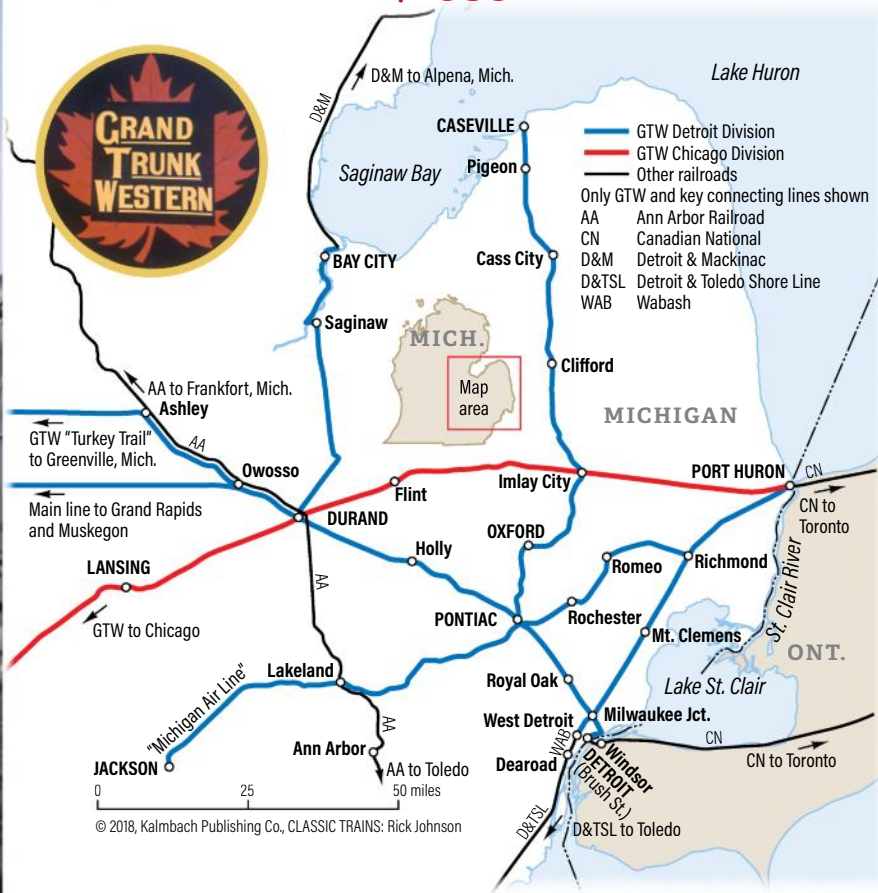 GRAND
TRUNK
WESTERN
D&M
D&M to Alpena, Mich.
Lake Huron
CASEVILLE
Pigeon
Saginaw Bay
GTW Detroit Division
GTW Chicago Division
Other railroads
Only GTW and key connecting lines shown
AA Ann Arbor Railroad
CN Canadian National
D&M Detroit & Mackinac
D&TSL Detroit & Toledo Shore Line
WAB Wabash
BAY CITY
Cass City
Saginaw
MICH.
Map
area
Clifford
MICHIGAN
AA to Frankfort, Mich.
Ashley
AA
GTW "Turkey Trail"
to Greenville, Mich.
Owosso
Main line to Grand Rapids
and Muskegon
Flint
Imlay City
PORT HURON
CN
CN to
Toronto
DURAND
OXFORD
Holly
LANSING
AA
Romeo
Richmond
GTW to Chicago
PONTIAC
Rochester
Mt. Clemens
St. Clair River
ONT.
Lakeland
"Michigan Air Line"
Royal Oak
Lake St. Clair
West Detroit
Milwaukee Jct.
AA
Ann Arbor
WAB
Dearoad
Windsor
DETROIT
(Brush St.)
CN
CN to Toronto
JACKSON
AA to Toledo
0 25 50 miles
D&TSL
D&TSL to Toledo
© 2018, Kalmbach Publishing Co., CLASSIC TRAINS: Rick Johnson